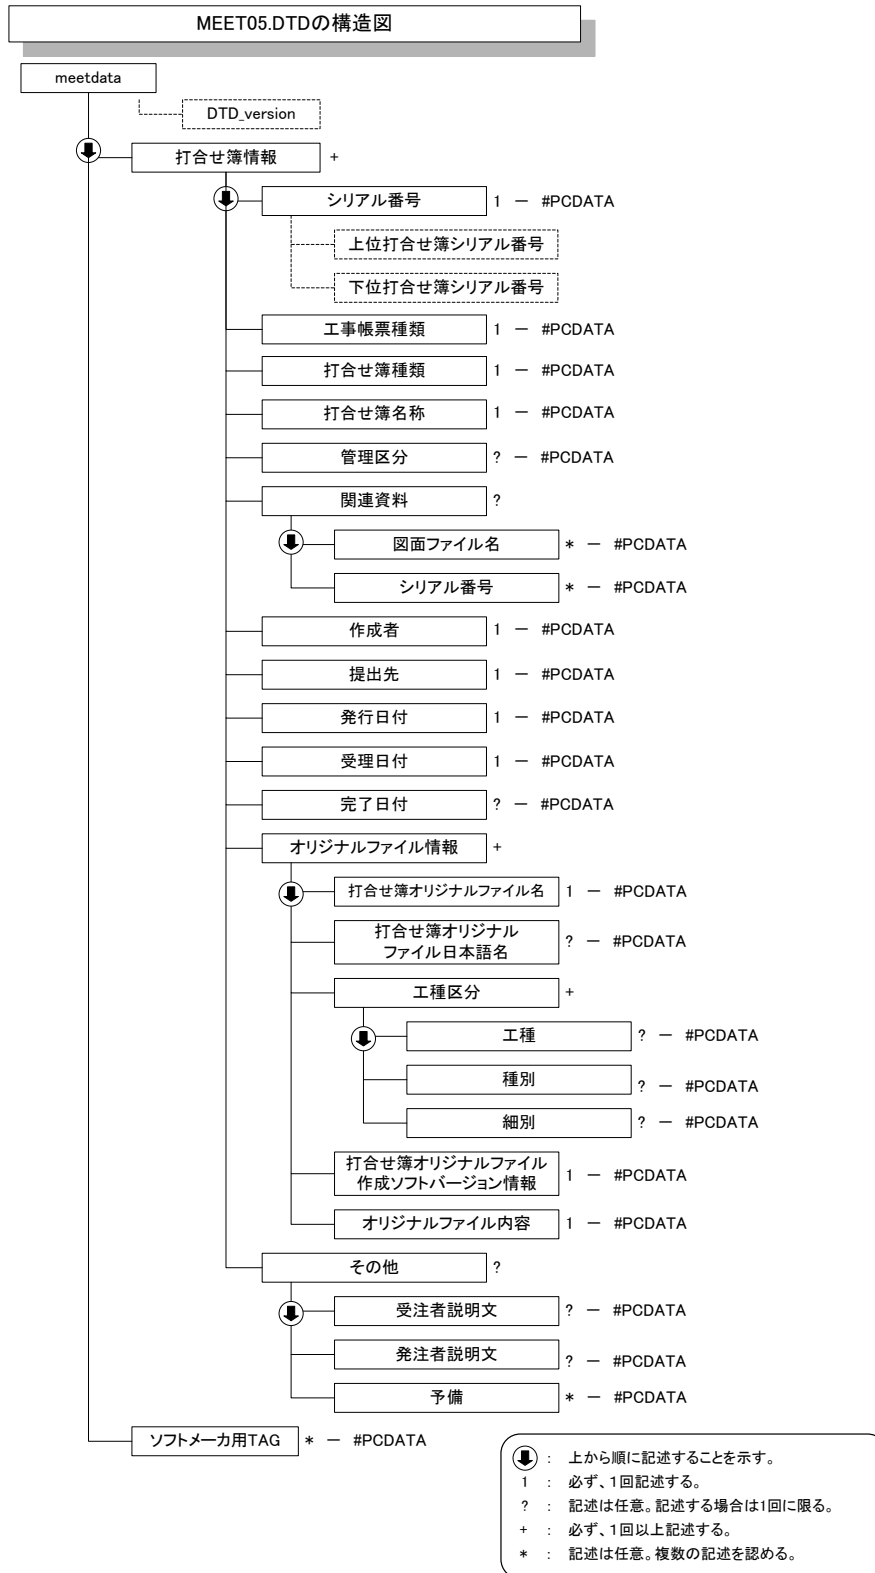 MEET05.DTDの構造図
meetdata
DTD_version
打合せ簿情報 +
シリアル番号 1 － #PCDATA
上位打合せ簿シリアル番号
下位打合せ簿シリアル番号
工事帳票種類 1 － #PCDATA
打合せ簿種類 1 － #PCDATA
打合せ簿名称 1 － #PCDATA
管理区分 ? － #PCDATA
関連資料 ?
図面ファイル名 * － #PCDATA
シリアル番号 * － #PCDATA
作成者 1 － #PCDATA
提出先 1 － #PCDATA
発行日付 1 － #PCDATA
受理日付 1 － #PCDATA
完了日付 ? － #PCDATA
オリジナルファイル情報 +
打合せ簿オリジナルファイル名 1 － #PCDATA
打合せ簿オリジナル
ファイル日本語名 ? － #PCDATA
工種区分 +
工種 ? － #PCDATA
種別 ? － #PCDATA
細別 ? － #PCDATA
打合せ簿オリジナルファイル
作成ソフトバージョン情報 1 － #PCDATA
オリジナルファイル内容 1 － #PCDATA
その他 ?
受注者説明文 ? － #PCDATA
発注者説明文 ? － #PCDATA
予備 * － #PCDATA
ソフトメーカ用TAG * － #PCDATA
： 上から順に記述することを示す。
1 ： 必ず、1回記述する。
? ： 記述は任意。記述する場合は1回に限る。
+ ： 必ず、1回以上記述する。
* ： 記述は任意。複数の記述を認める。